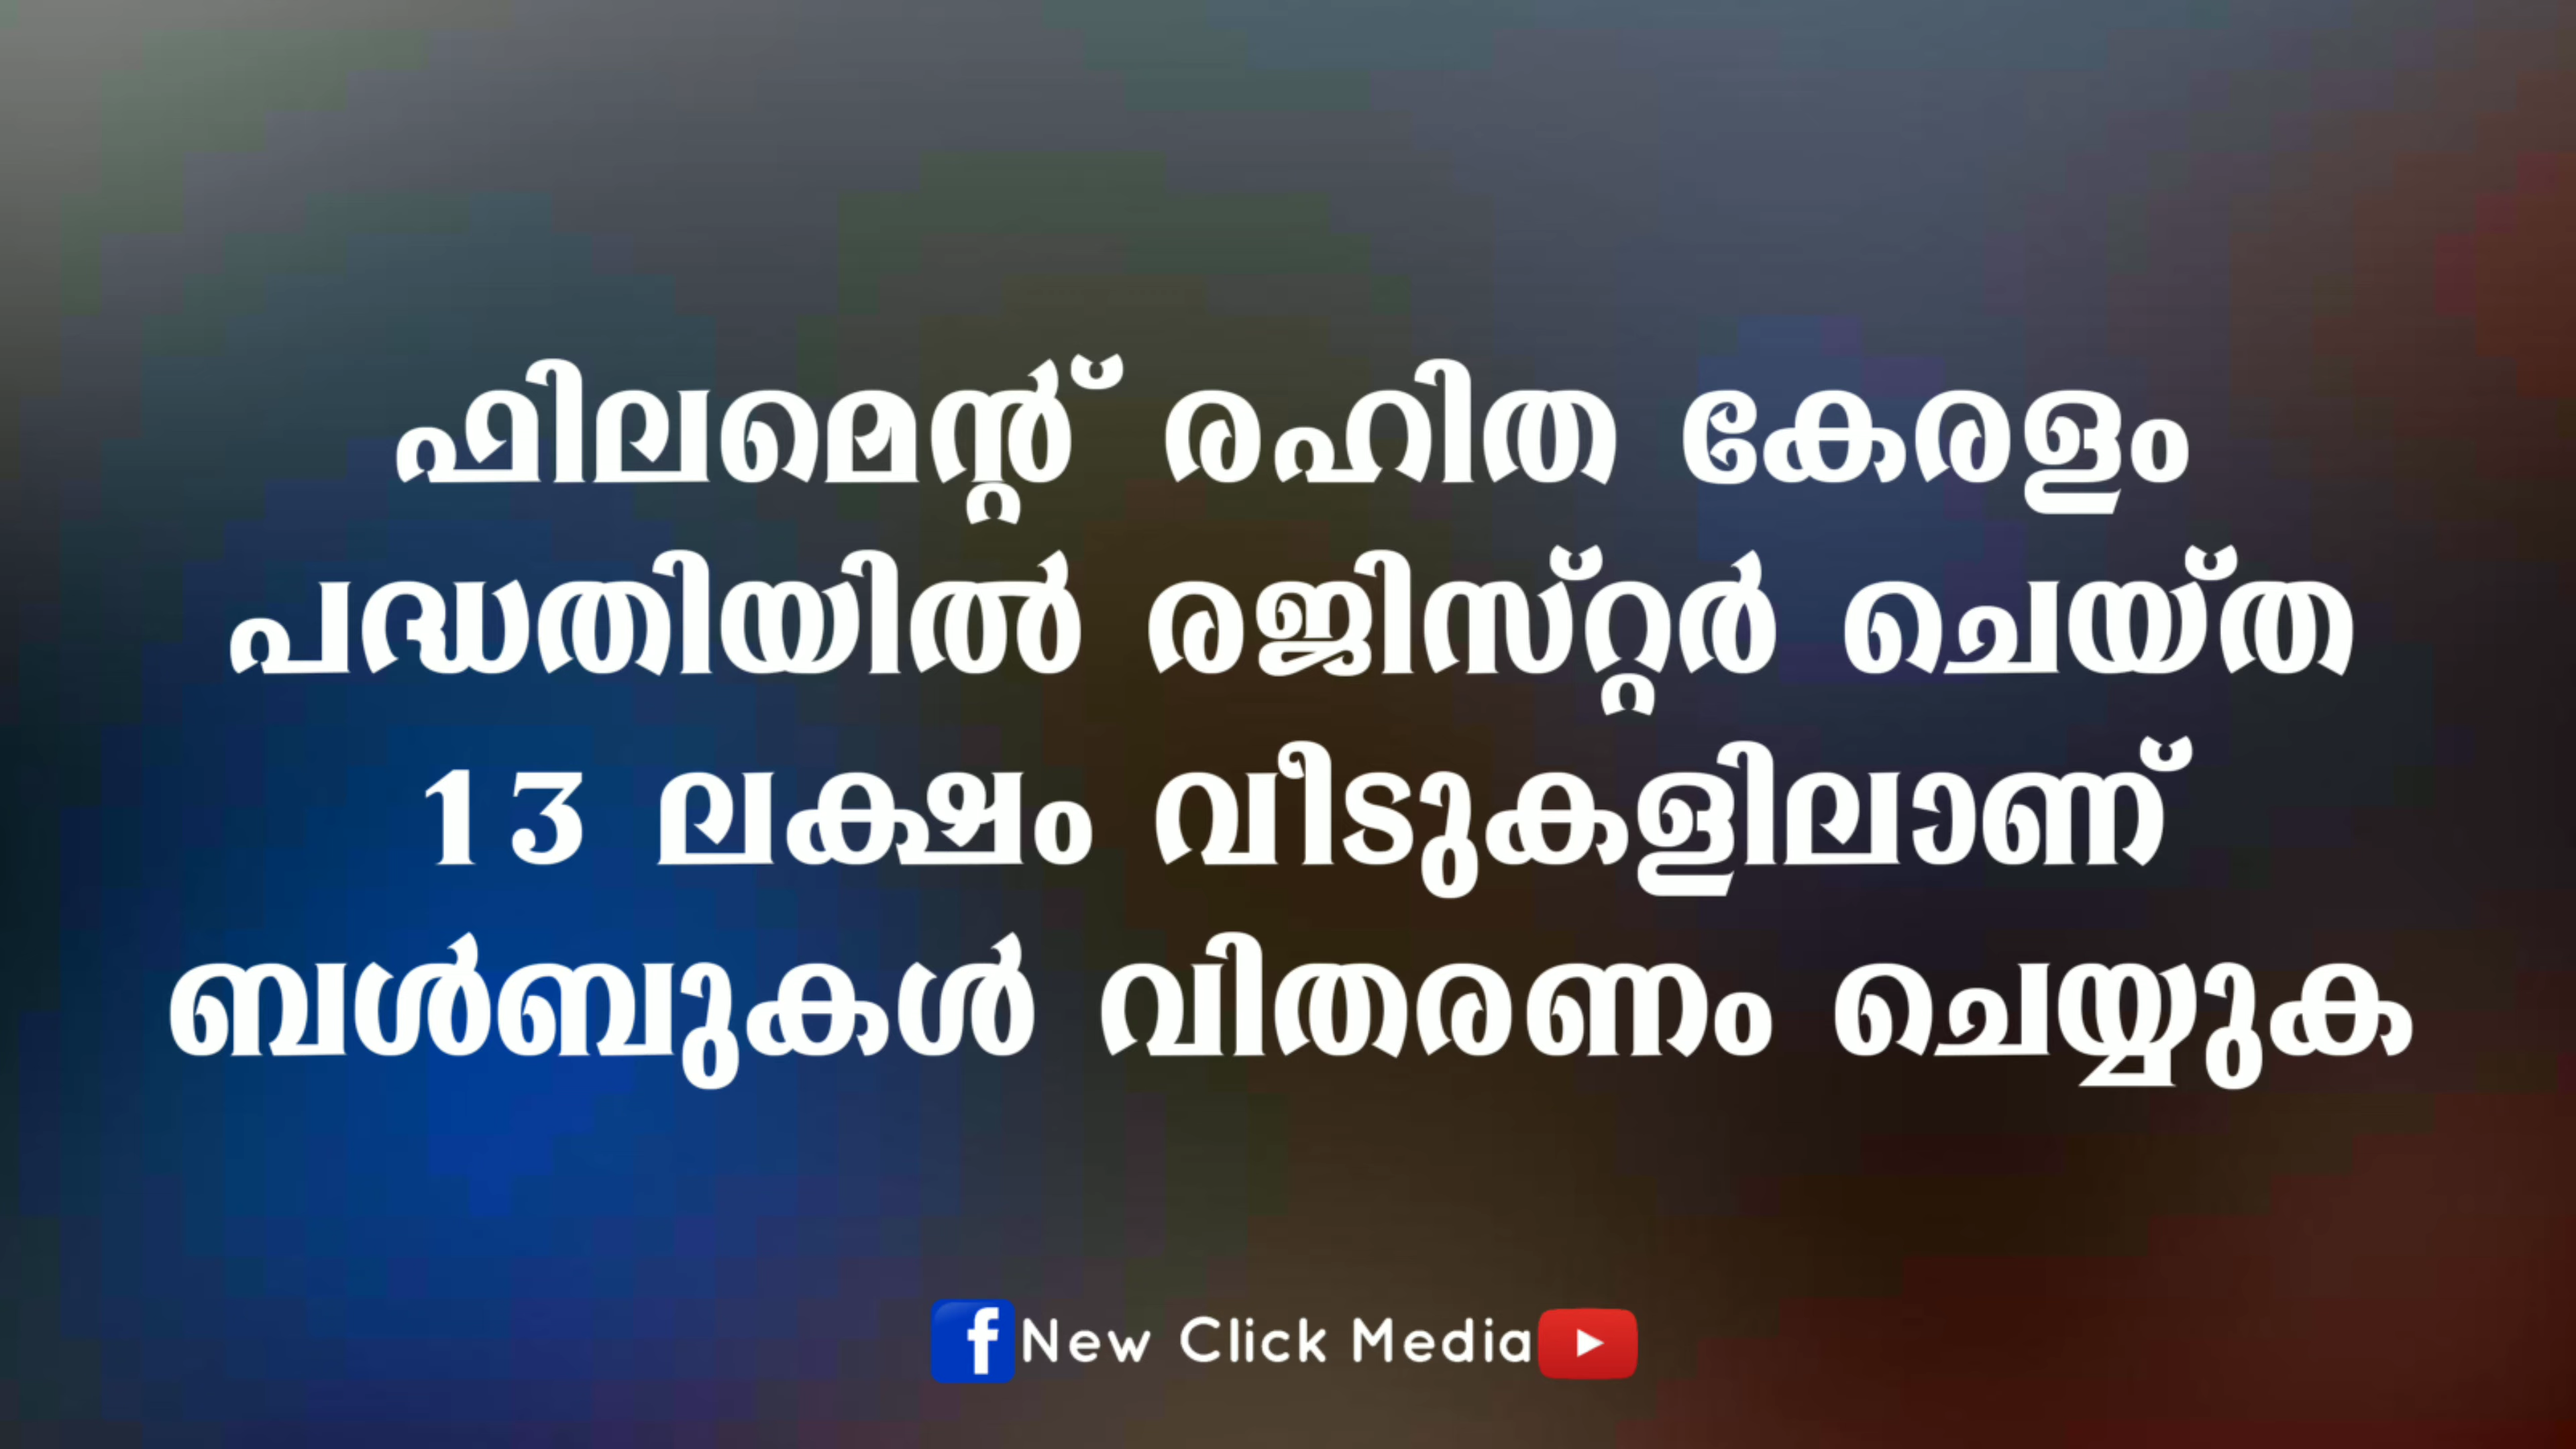 ഫിലമെന്റ് രഹിത കേരളം
പദ്ധതിയിൽ രജിസ്റ്റർ ചെയ്ത
13 ലക്ഷം വീടുകളിലാണ്
ബൾബുകൾ വിതരണം ചെയ്യുക
New Click Media